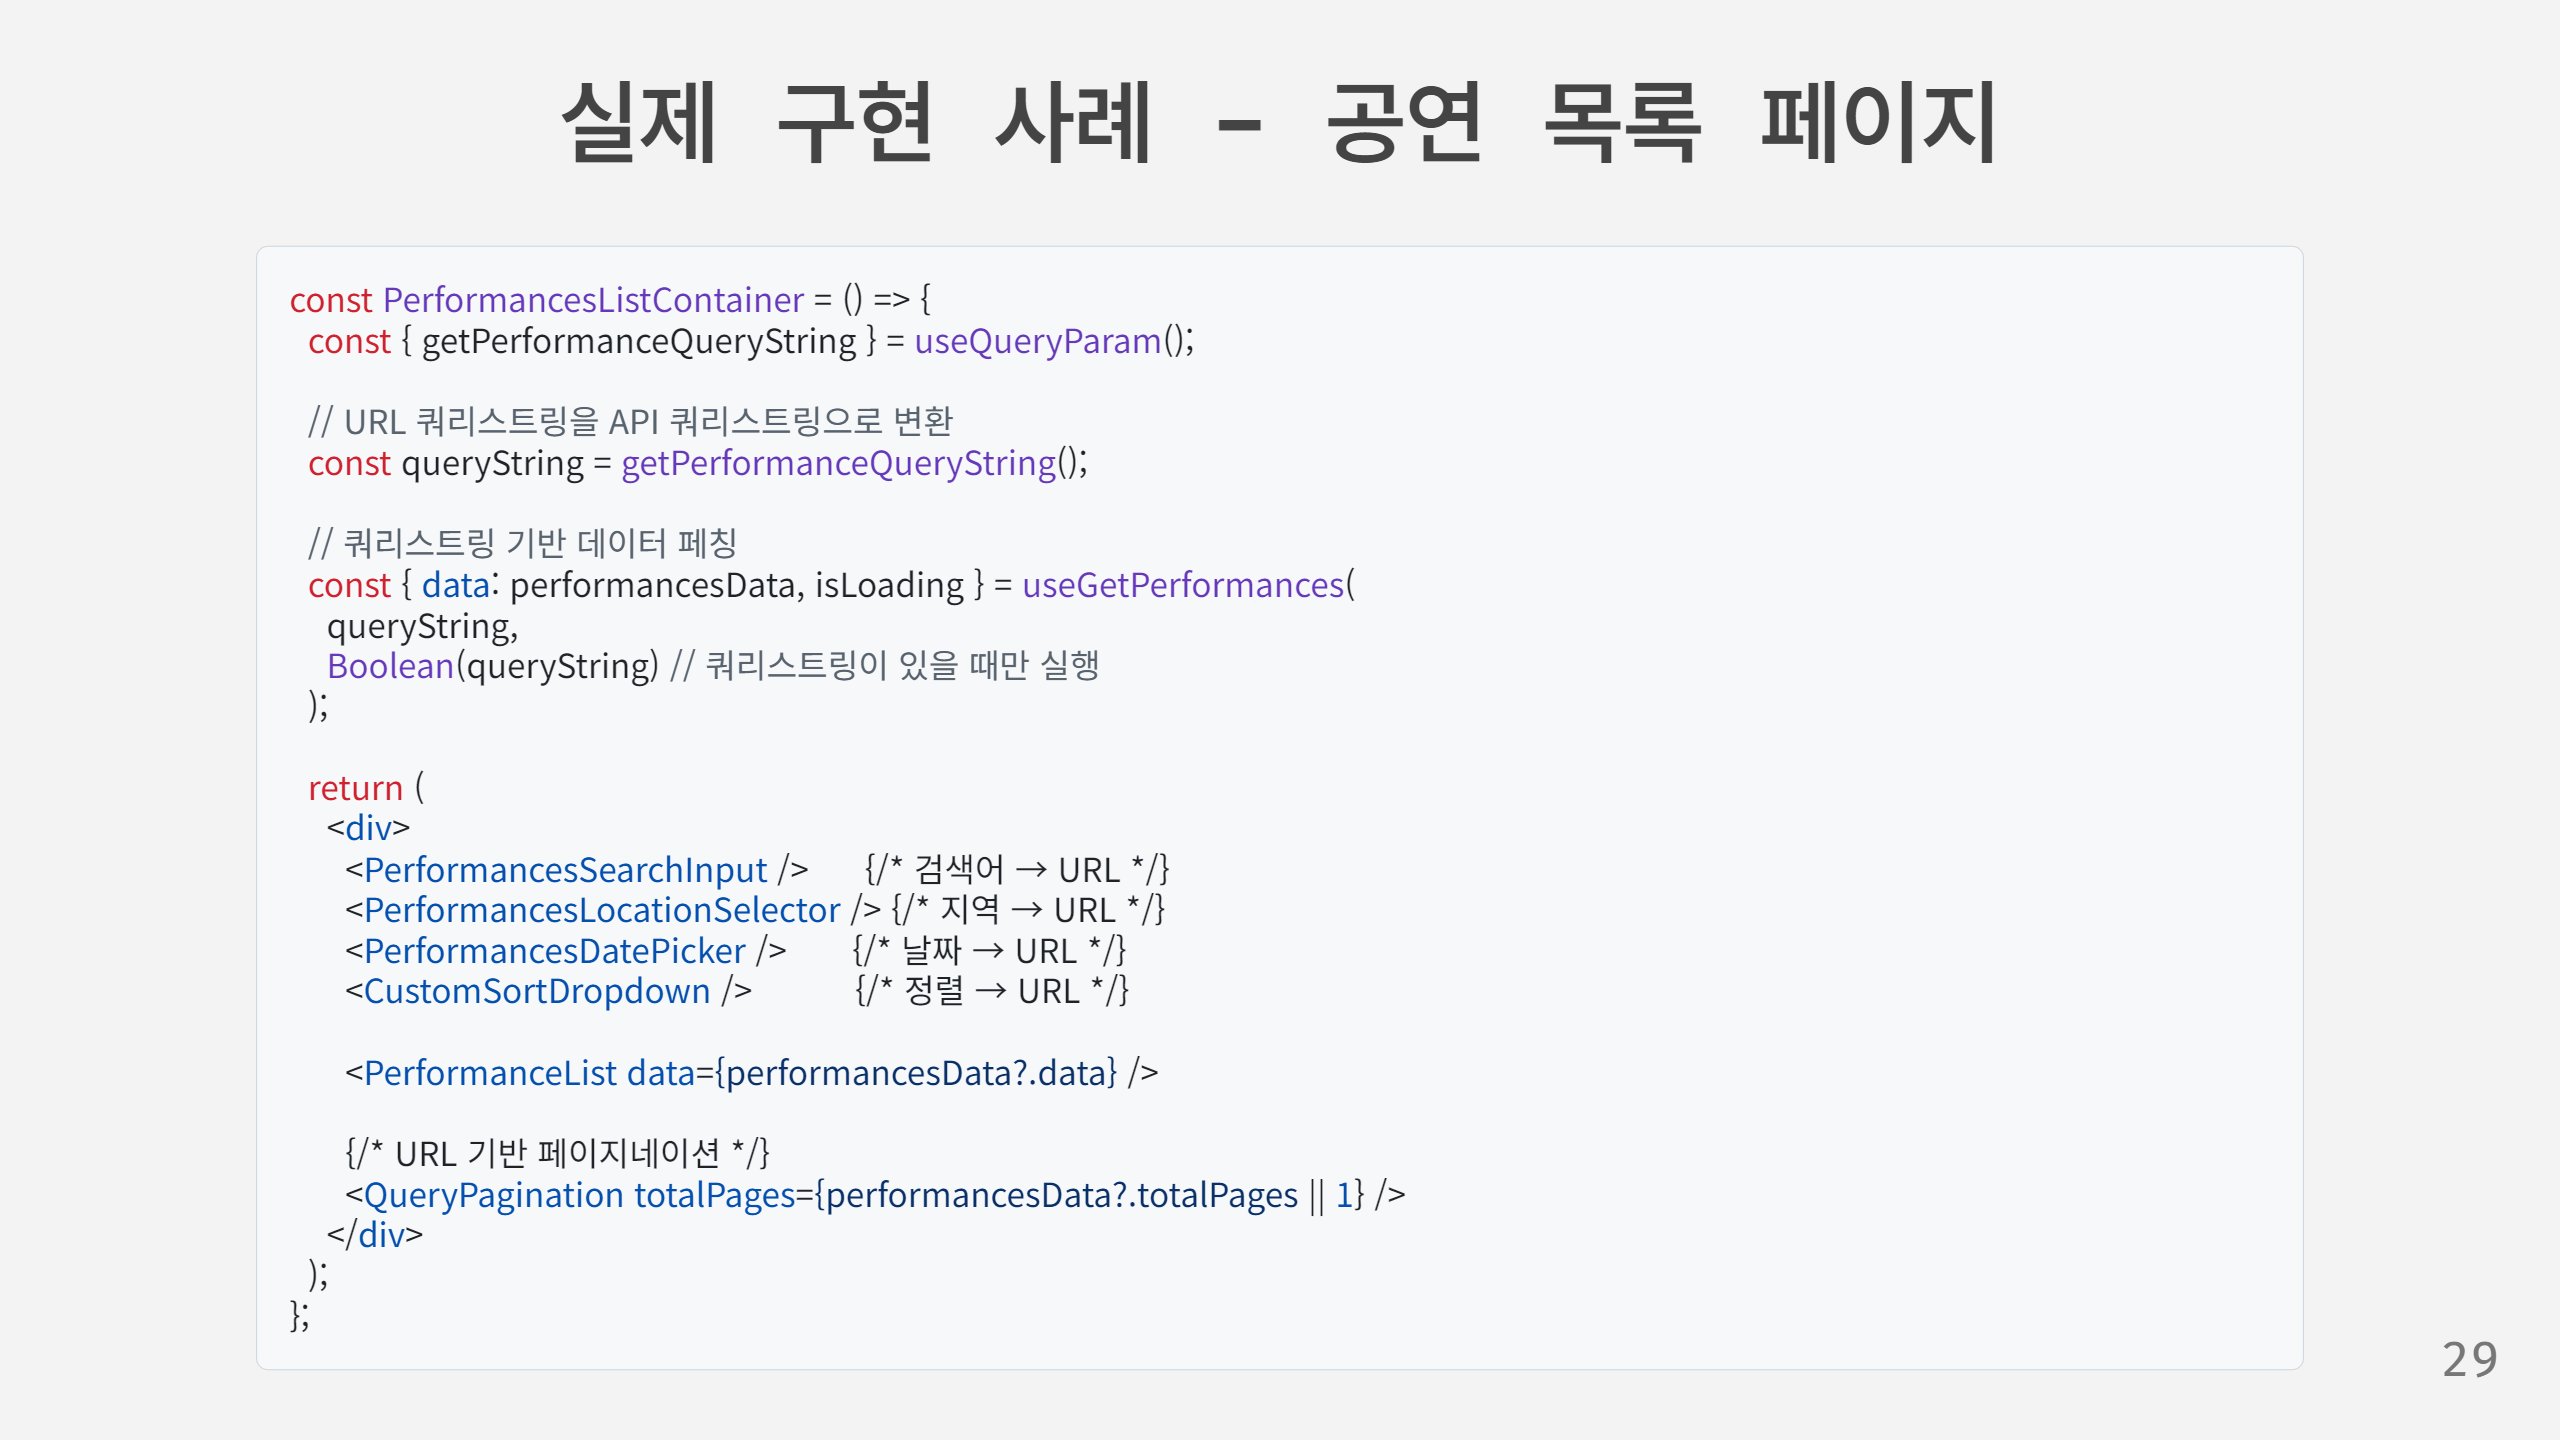 실제 구현 사례 - 공연 목록 페이지
const PerformancesListContainer = () => {
  const { getPerformanceQueryString } = useQueryParam();
  // URL 쿼리스트링을 API 쿼리스트링으로 변환
  const queryString = getPerformanceQueryString();
  // 쿼리스트링 기반 데이터 페칭
  const { data: performancesData, isLoading } = useGetPerformances(
    queryString,
    Boolean(queryString) // 쿼리스트링이 있을 때만 실행
  );
  return (
    <div>
      <PerformancesSearchInput />      {/* 검색어 → URL */}
      <PerformancesLocationSelector /> {/* 지역 → URL */}
      <PerformancesDatePicker />       {/* 날짜 → URL */}
      <CustomSortDropdown />           {/* 정렬 → URL */}
      <PerformanceList data={performancesData?.data} />
      {/* URL 기반 페이지네이션 */}
      <QueryPagination totalPages={performancesData?.totalPages || 1} />
    </div>
  );
};
29